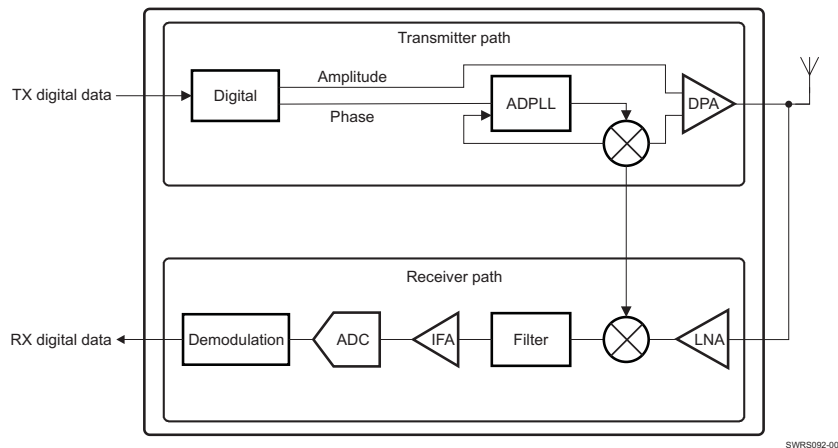 Transmitter path
Amplitude
TX digital data
Digital
ADPLL
DPA
Phase
Receiver path
RX digital data
Demodulation
ADC
IFA
Filter
LNA
SWRS092-00